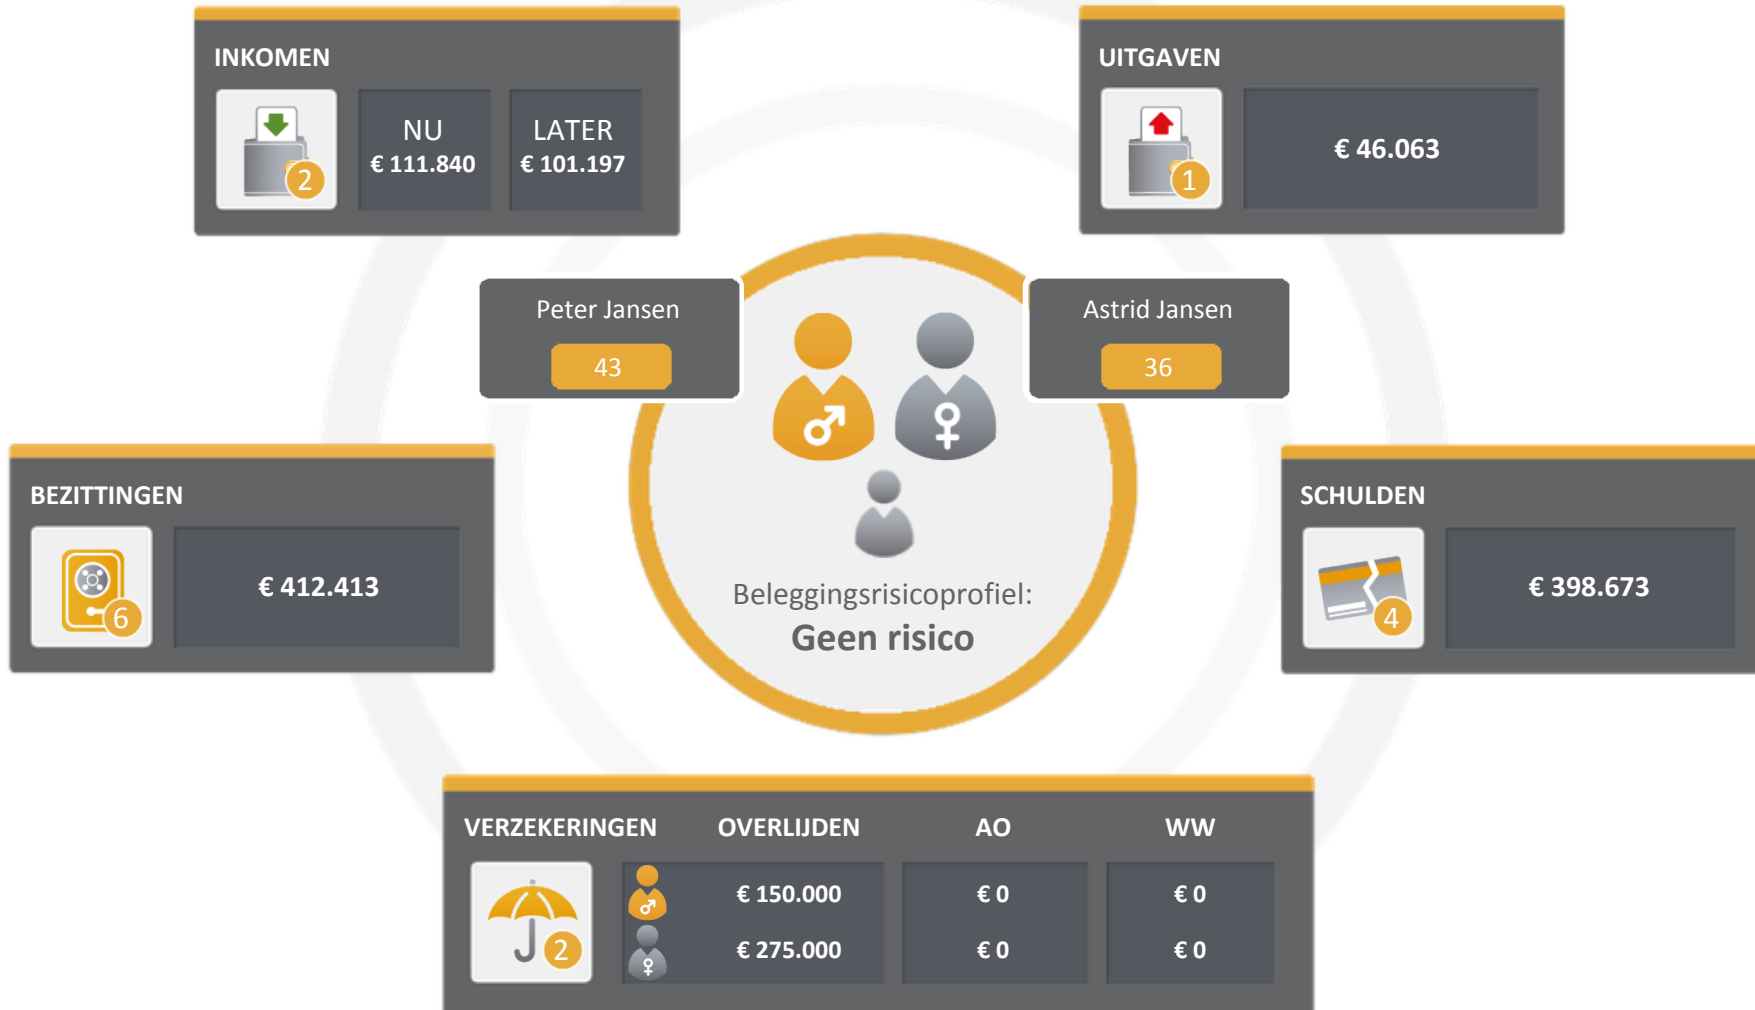 INKOMEN
NU
€ 111.840
LATER
€ 101.197
2
UITGAVEN
€ 46.063
1
Peter Jansen
43
Astrid Jansen
36
BEZITTINGEN
€ 412.413
6
Beleggingsrisicoprofiel:
Geen risico
SCHULDEN
€ 398.673
4
VERZEKERINGEN OVERLIJDEN AO WW
€ 150.000 € 0 € 0
€ 275.000 € 0 € 0
2